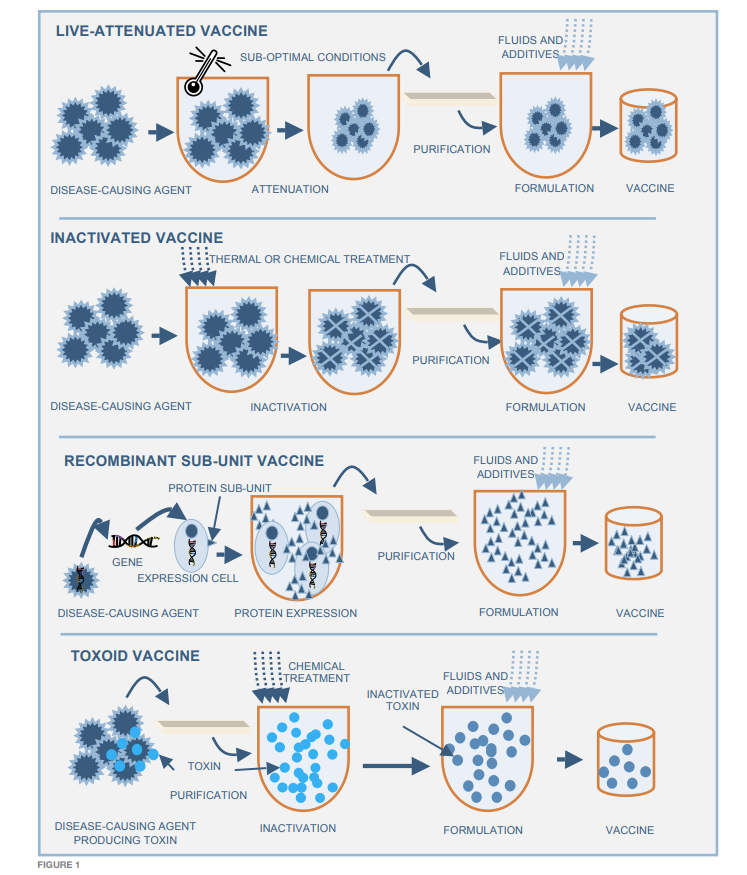 LIVE-ATTENUATED VACCINE
SUB-OPTIMAL CONDITIONS
FLUIDS AND
ADDITIVES
PURIFICATION
DISEASE-CAUSING AGENT
ATTENUATION
FORMULATION
VACCINE
INACTIVATED VACCINE
THERMAL OR CHEMICAL TREATMENT
FLUIDS AND
ADDITIVES
PURIFICATION
DISEASE-CAUSING AGENT
INACTIVATION
FORMULATION
VACCINE
RECOMBINANT SUB-UNIT VACCINE
FLUIDS AND
ADDITIVES
PROTEIN SUB-UNIT
GENE
EXPRESSION CELL
PURIFICATION
DISEASE-CAUSING AGENT
PROTEIN EXPRESSION
FORMULATION
VACCINE
TOXOID VACCINE
CHEMICAL
TREATMENT
FLUIDS AND
ADDITIVES
INACTIVATED
TOXIN
TOXIN
PURIFICATION
DISEASE-CAUSING AGENT
PRODUCING TOXIN
INACTIVATION
FORMULATION
VACCINE
FIGURE 1